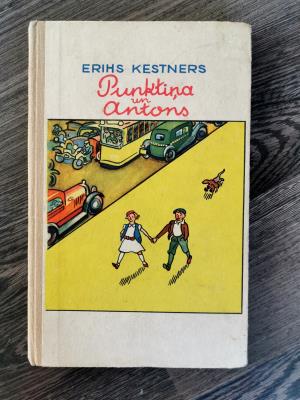 ERIHS KESTNERS
Punktiņa
un
Antons